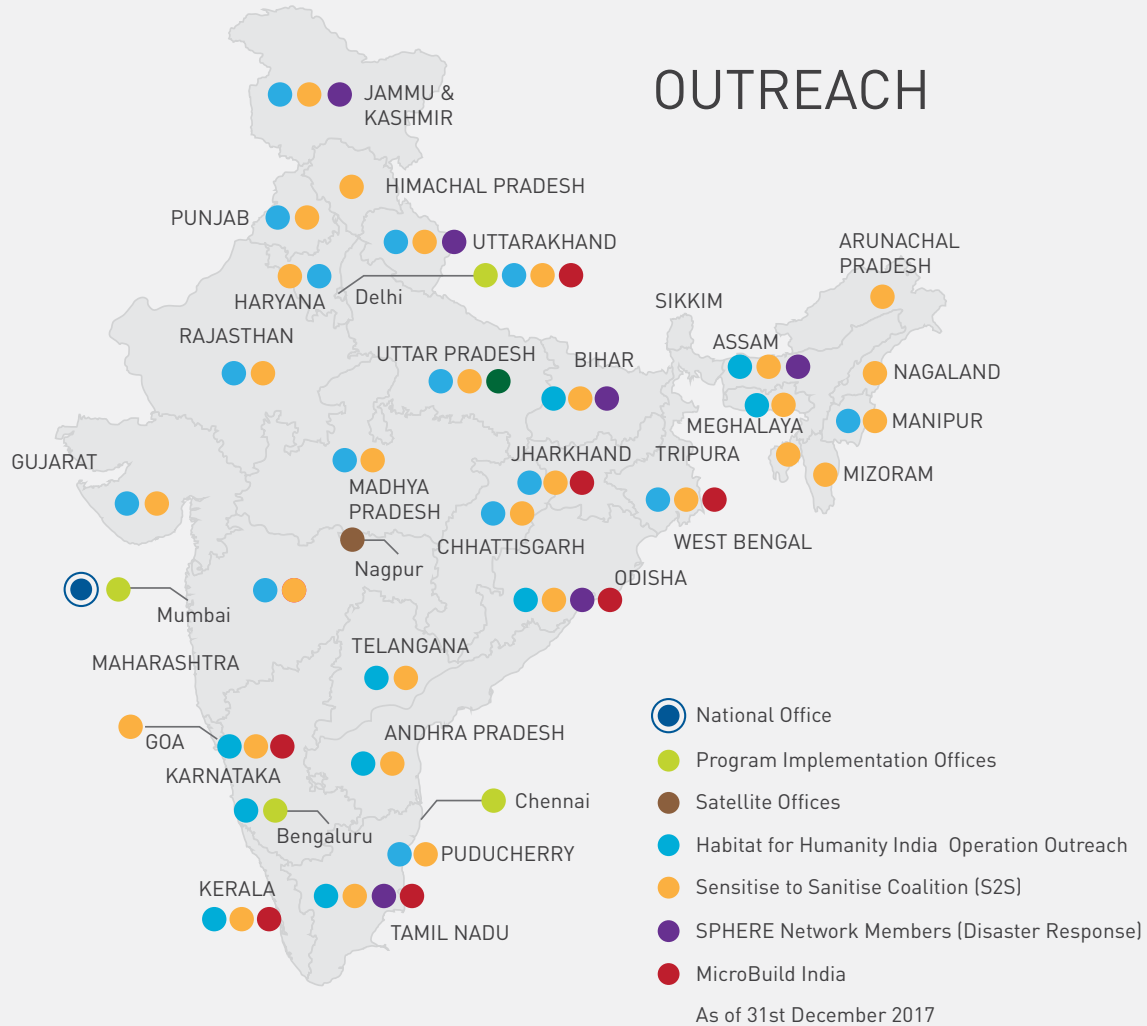 OUTREACH
JAMMU &
KASHMIR
HIMACHAL PRADESH
PUNJAB
UTTARAKHAND
ARUNACHAL
PRADESH
HARYANA
Delhi
SIKKIM
RAJASTHAN
UTTAR PRADESH
BIHAR
ASSAM
NAGALAND
MEGHALAYA
MANIPUR
GUJARAT
MADHYA
PRADESH
JHARKHAND
TRIPURA
MIZORAM
CHHATTISGARH
WEST BENGAL
Nagpur
ODISHA
Mumbai
MAHARASHTRA
TELANGANA
GOA
KARNATAKA
ANDHRA PRADESH
Bengaluru
Chennai
PUDUCHERRY
KERALA
TAMIL NADU
National Office
Program Implementation Offices
Satellite Offices
Habitat for Humanity India Operation Outreach
Sensitise to Sanitise Coalition (S2S)
SPHERE Network Members (Disaster Response)
MicroBuild India
As of 31st December 2017